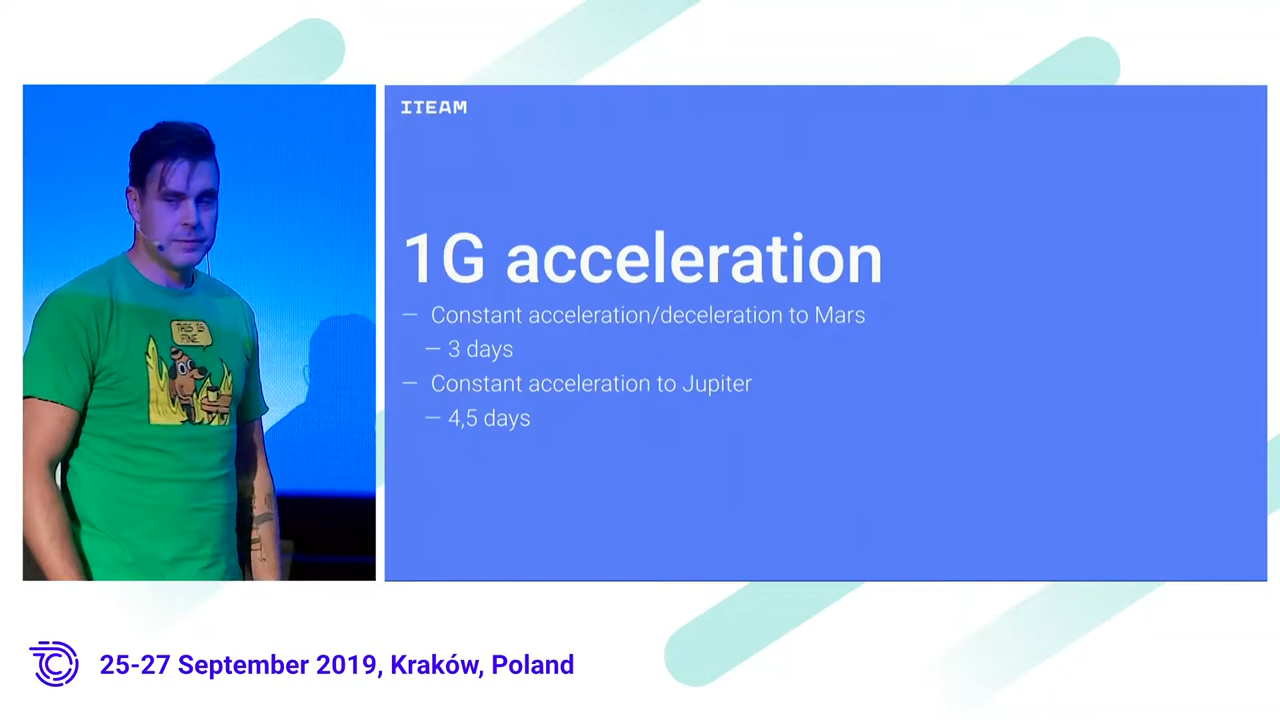 ITEAM
1G acceleration
— Constant acceleration/deceleration to Mars
— 3 days
— Constant acceleration to Jupiter
— 4,5 days
THIS IS
FINE
25-27 September 2019, Kraków, Poland